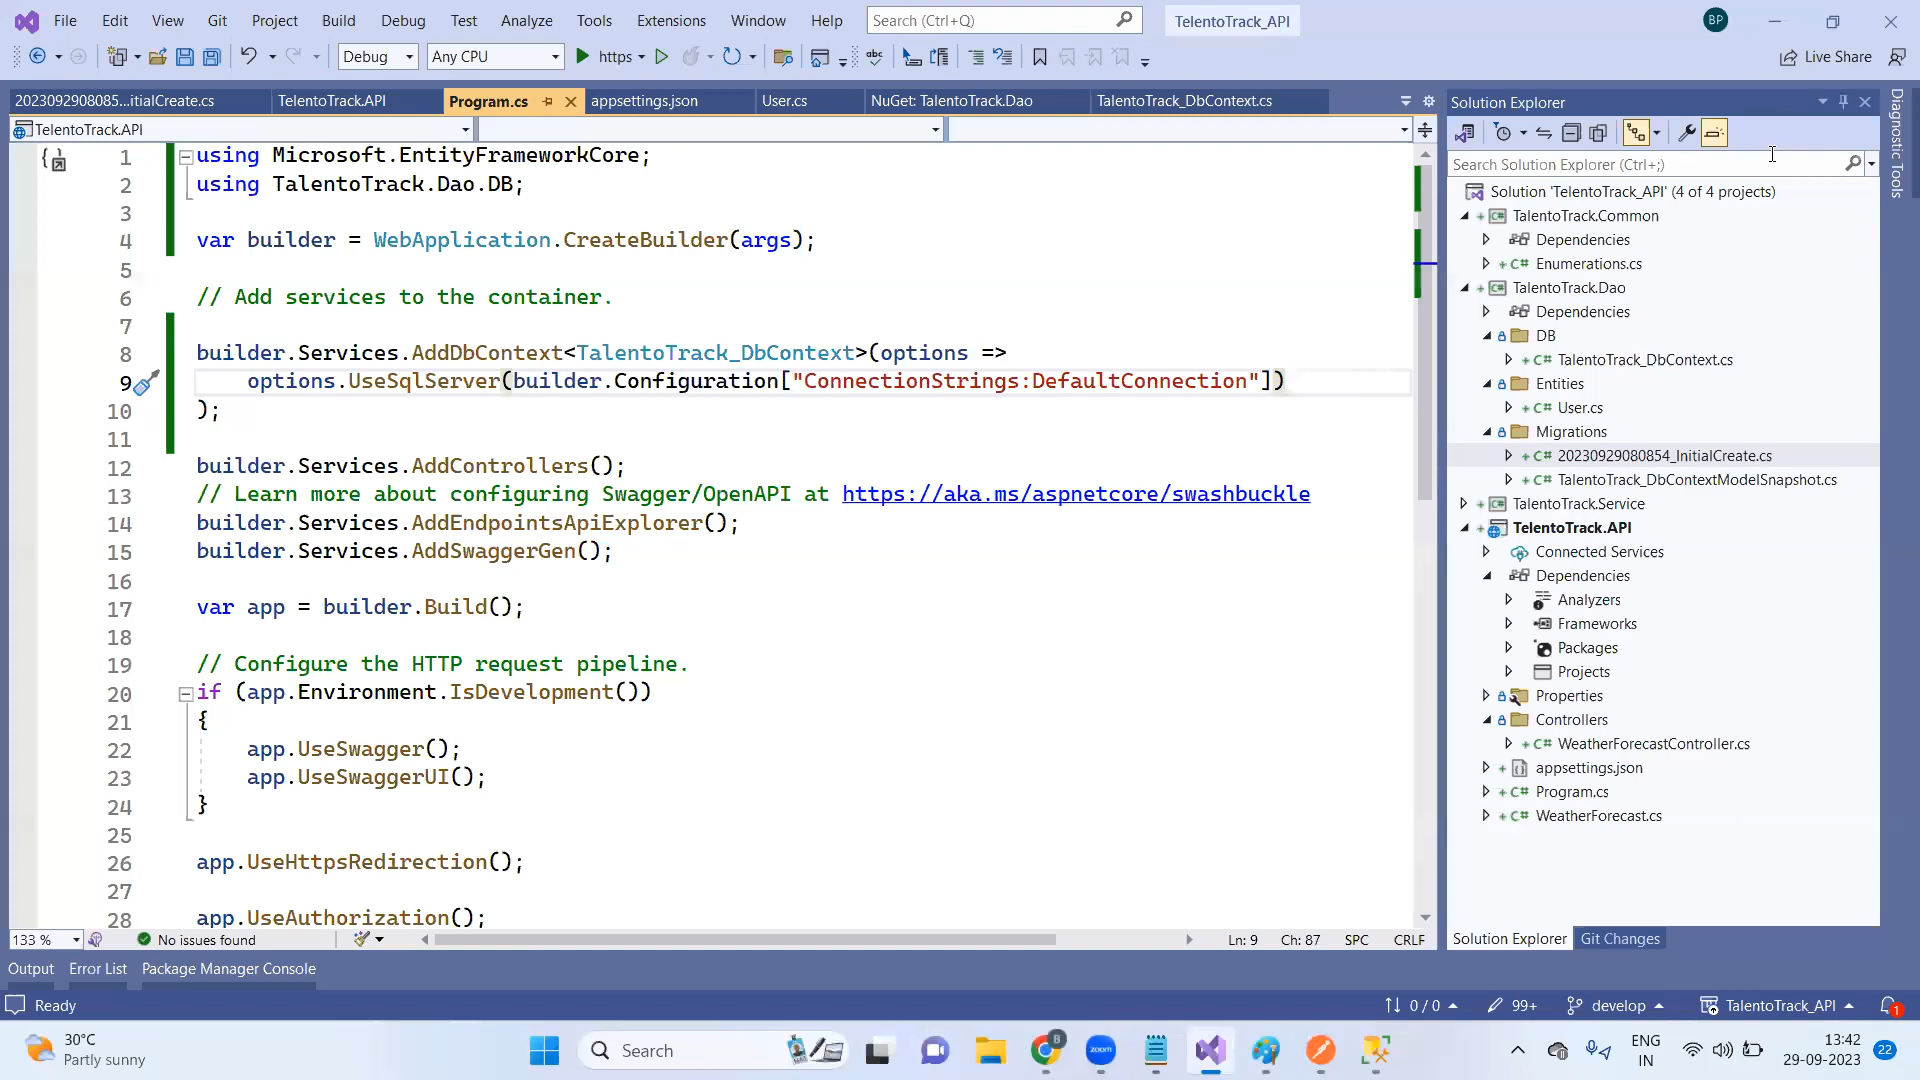 File Edit View Git Project Build Debug Test Analyze Tools Extensions Window Help Search (Ctrl+Q) TelentoTrack_API BP
Debug Any CPU https Live Share
2023092908085...itialCreate.cs TelentoTrack.API Program.cs appsettings.json User.cs NuGet: TalentoTrack.Dao TalentoTrack_DbContext.cs
TelentoTrack.API
1 using Microsoft.EntityFrameworkCore;
2 using TalentoTrack.Dao.DB;
3
4 var builder = WebApplication.CreateBuilder(args);
5
6 // Add services to the container.
7
8 builder.Services.AddDbContext<TalentoTrack_DbContext>(options =>
9 options.UseSqlServer(builder.Configuration["ConnectionStrings:DefaultConnection"])
10 );
11
12 builder.Services.AddControllers();
13 // Learn more about configuring Swagger/OpenAPI at https://aka.ms/aspnetcore/swashbuckle
14 builder.Services.AddEndpointsApiExplorer();
15 builder.Services.AddSwaggerGen();
16
17 var app = builder.Build();
18
19 // Configure the HTTP request pipeline.
20 if (app.Environment.IsDevelopment())
21 {
22 app.UseSwagger();
23 app.UseSwaggerUI();
24 }
25
26 app.UseHttpsRedirection();
27
28 app.UseAuthorization();
133 % No issues found Ln: 9 Ch: 87 SPC CRLF
Solution Explorer
Search Solution Explorer (Ctrl+;)
Solution 'TelentoTrack_API' (4 of 4 projects)
TalentoTrack.Common
Dependencies
Enumerations.cs
TalentoTrack.Dao
Dependencies
DB
TalentoTrack_DbContext.cs
Entities
User.cs
Migrations
20230929080854_InitialCreate.cs
TalentoTrack_DbContextModelSnapshot.cs
TalentoTrack.Service
TelentoTrack.API
Connected Services
Dependencies
Analyzers
Frameworks
Packages
Projects
Properties
Controllers
WeatherForecastController.cs
appsettings.json
Program.cs
WeatherForecast.cs
Solution Explorer Git Changes
Diagnostic Tools
Output Error List Package Manager Console
Ready 0 / 0 99+ develop TalentoTrack_API 1
30°C
Partly sunny
Search
B
zoom
ENG
IN
13:42
29-09-2023
22